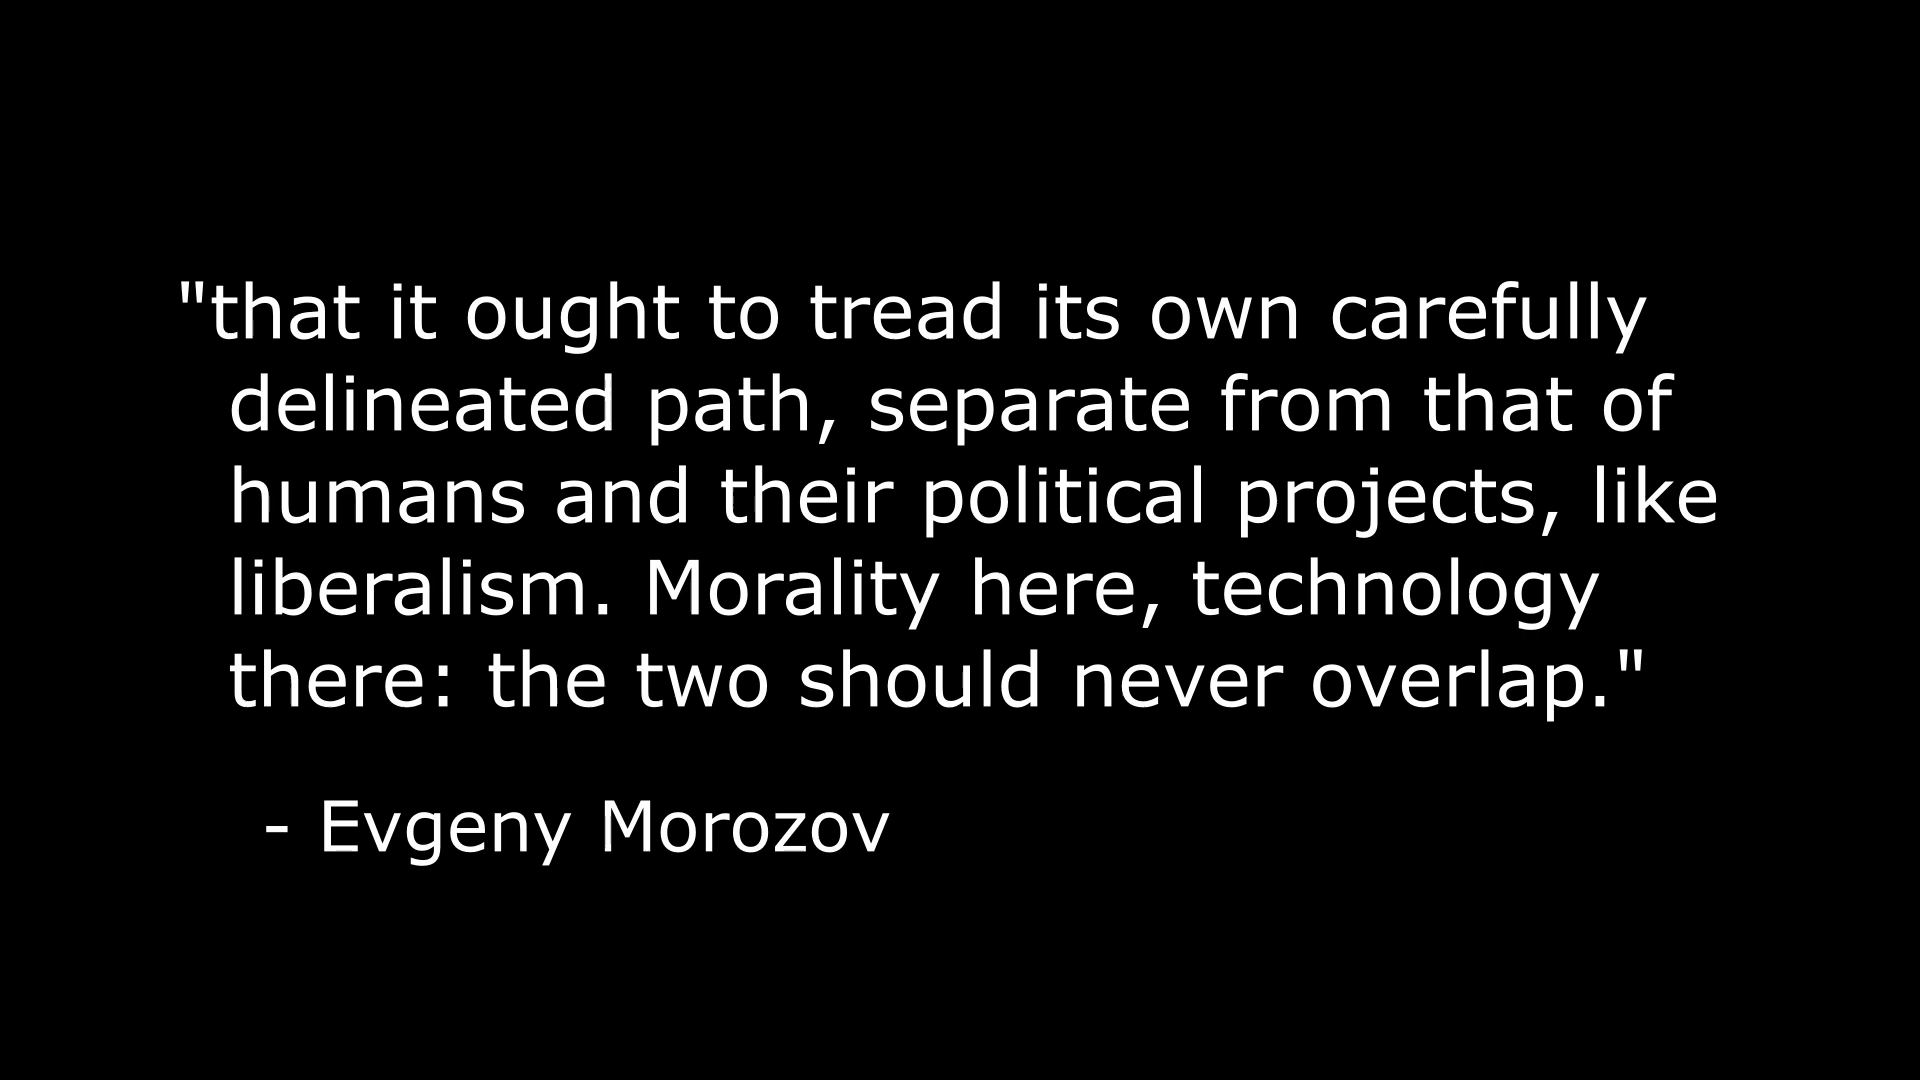 "that it ought to tread its own carefully
delineated path, separate from that of
humans and their political projects, like
liberalism. Morality here, technology
there: the two should never overlap."
- Evgeny Morozov